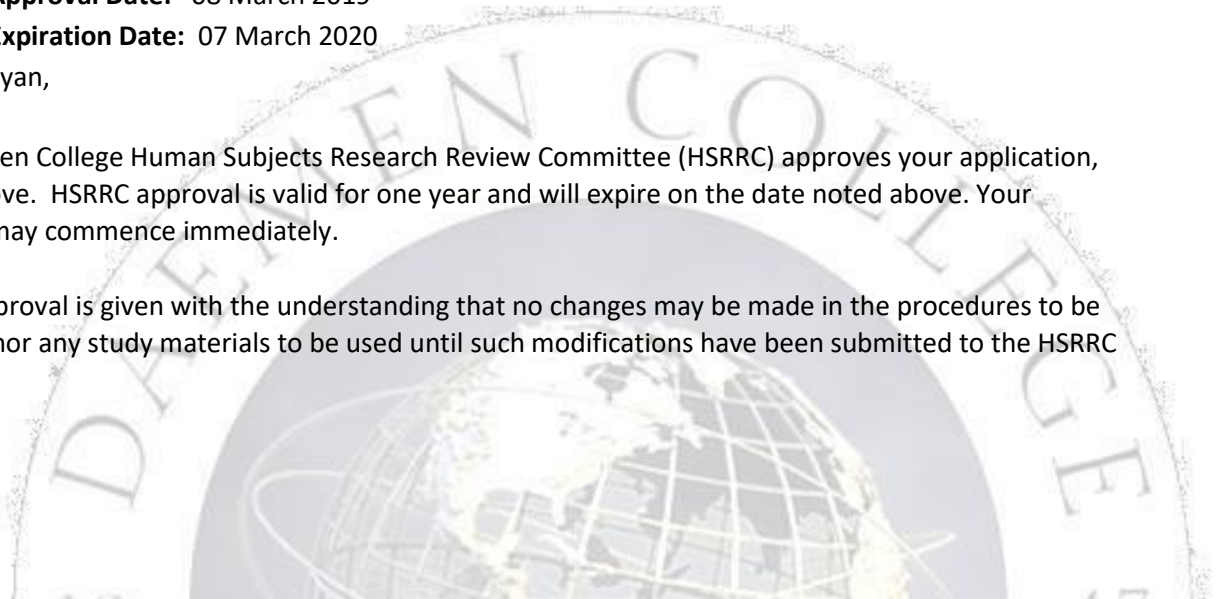 Approval Date: 08 March 2019
Expiration Date: 07 March 2020
yan,
en College Human Subjects Research Review Committee (HSRRC) approves your application,
ve. HSRRC approval is valid for one year and will expire on the date noted above. Your
may commence immediately.
proval is given with the understanding that no changes may be made in the procedures to be
nor any study materials to be used until such modifications have been submitted to the HSRRC
DAEMEN COLLEGE